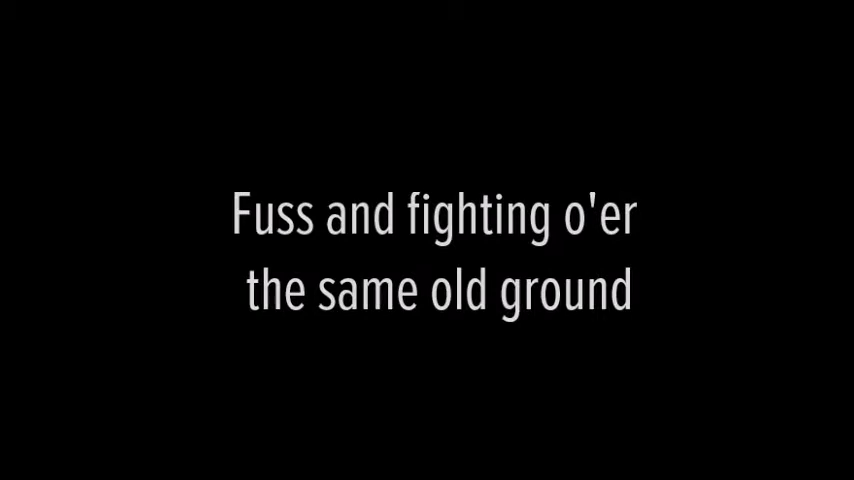 Fuss and fighting o'er
the same old ground